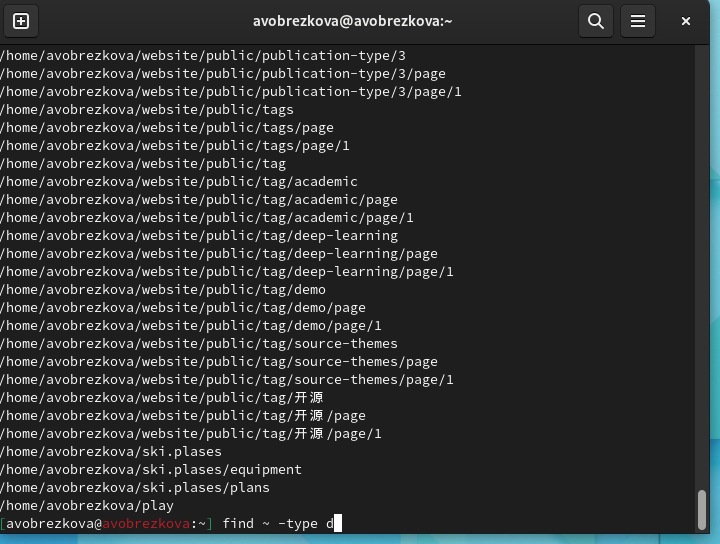 avobrezkova@avobrezkova:~
/home/avobrezkova/website/public/publication-type/3
/home/avobrezkova/website/public/publication-type/3/page
/home/avobrezkova/website/public/publication-type/3/page/1
/home/avobrezkova/website/public/tags
/home/avobrezkova/website/public/tags/page
/home/avobrezkova/website/public/tags/page/1
/home/avobrezkova/website/public/tag
/home/avobrezkova/website/public/tag/academic
/home/avobrezkova/website/public/tag/academic/page
/home/avobrezkova/website/public/tag/academic/page/1
/home/avobrezkova/website/public/tag/deep-learning
/home/avobrezkova/website/public/tag/deep-learning/page
/home/avobrezkova/website/public/tag/deep-learning/page/1
/home/avobrezkova/website/public/tag/demo
/home/avobrezkova/website/public/tag/demo/page
/home/avobrezkova/website/public/tag/demo/page/1
/home/avobrezkova/website/public/tag/source-themes
/home/avobrezkova/website/public/tag/source-themes/page
/home/avobrezkova/website/public/tag/source-themes/page/1
/home/avobrezkova/website/public/tag/开源
/home/avobrezkova/website/public/tag/开源/page
/home/avobrezkova/website/public/tag/开源/page/1
/home/avobrezkova/ski.plases
/home/avobrezkova/ski.plases/equipment
/home/avobrezkova/ski.plases/plans
/home/avobrezkova/play
[avobrezkova@avobrezkova:~] find ~ -type d